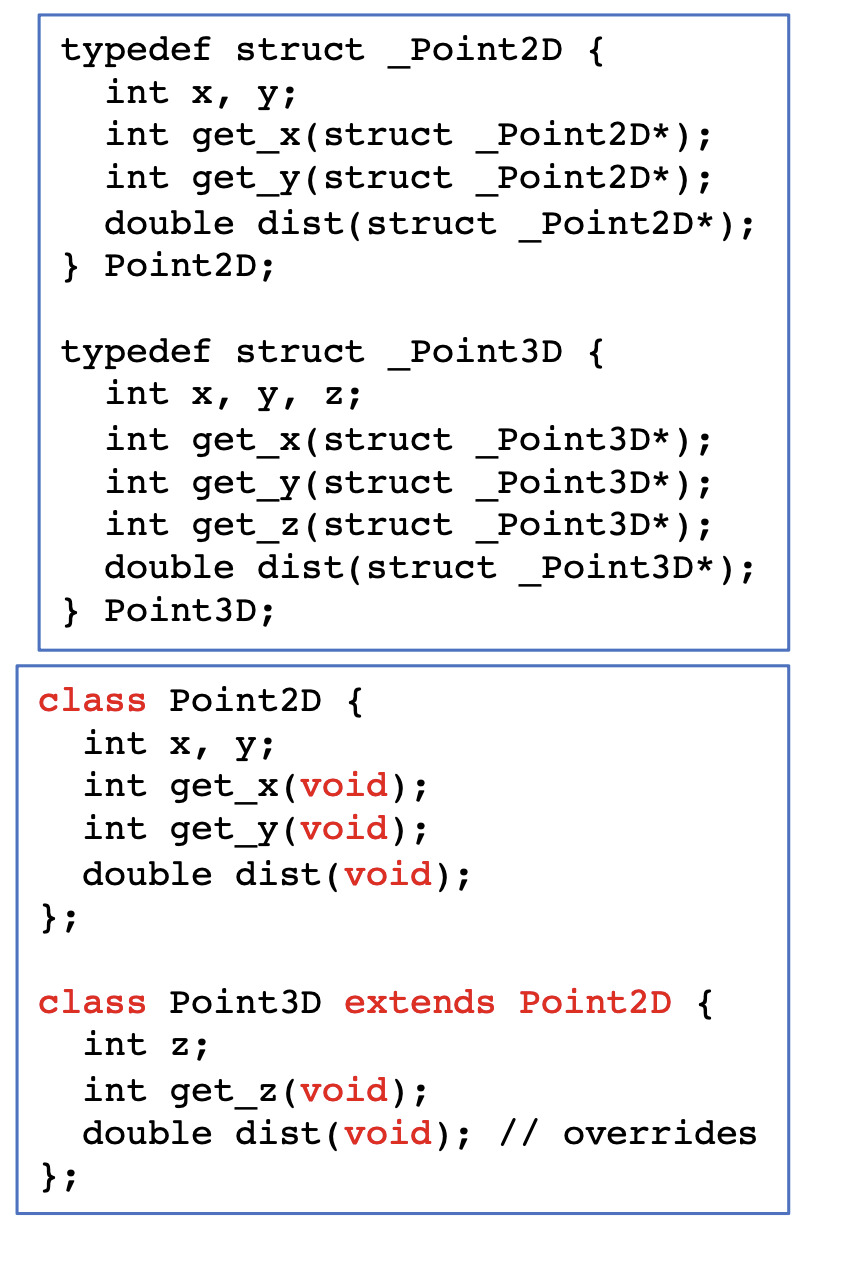 typedef struct _Point2D {
  int x, y;
  int get_x(struct _Point2D*);
  int get_y(struct _Point2D*);
  double dist(struct _Point2D*);
} Point2D;

typedef struct _Point3D {
  int x, y, z;
  int get_x(struct _Point3D*);
  int get_y(struct _Point3D*);
  int get_z(struct _Point3D*);
  double dist(struct _Point3D*);
} Point3D;

class Point2D {
  int x, y;
  int get_x(void);
  int get_y(void);
  double dist(void);
};

class Point3D extends Point2D {
  int z;
  int get_z(void);
  double dist(void); // overrides
};